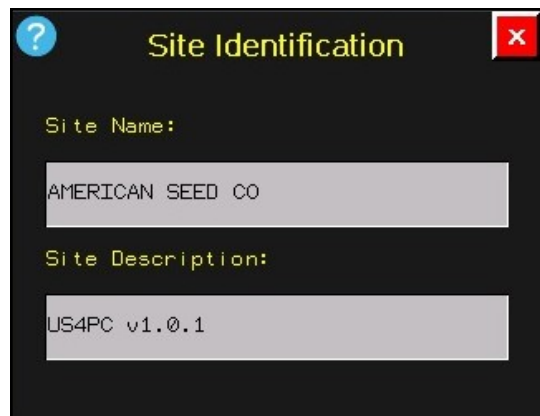 ?
Site Identification
x
Site Name:
AMERICAN SEED CO
Site Description:
US4PC v1.0.1